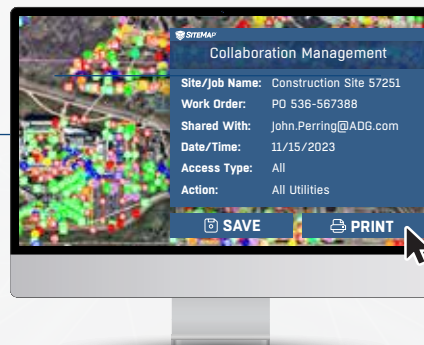 SITEMAP
Collaboration Management
Site/Job Name: Construction Site 57251
Work Order: PO 536-567388
Shared With: John.Perring@ADG.com
Date/Time: 11/15/2023
Access Type: All
Action: All Utilities
SAVE PRINT